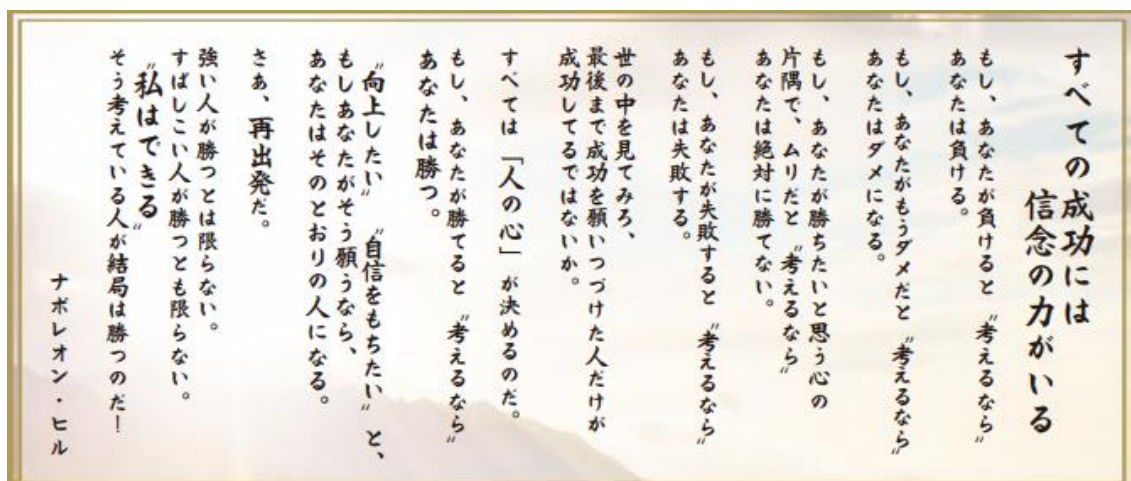 すべての成功には
信念の力がいる
もし、あなたが負けると〝考えるなら〟
あなたは負ける。
もし、あなたがもうダメだと〝考えるなら〟
あなたはダメになる。
もし、あなたが勝ちたいと思う心の
片隅で、ムリだと〝考えるなら〟
あなたは絶対に勝てない。
もし、あなたが失敗すると〝考えるなら〟
あなたは失敗する。
世の中を見てみろ、
最後まで成功を願いつづけた人だけが
成功してるではないか。
すべては「人の心」が決めるのだ。
もし、あなたが勝てると〝考えるなら〟
あなたは勝つ。
〝向上したい〟〝自信をもちたい〟と、
もしあなたがそう願うなら、
あなたはそのとおりの人になる。
さあ、再出発だ。
強い人が勝つとは限らない。
すばしこい人が勝つとも限らない。
〝私はできる〟
そう考えている人が結局は勝つのだ!
ナポレオン・ヒル